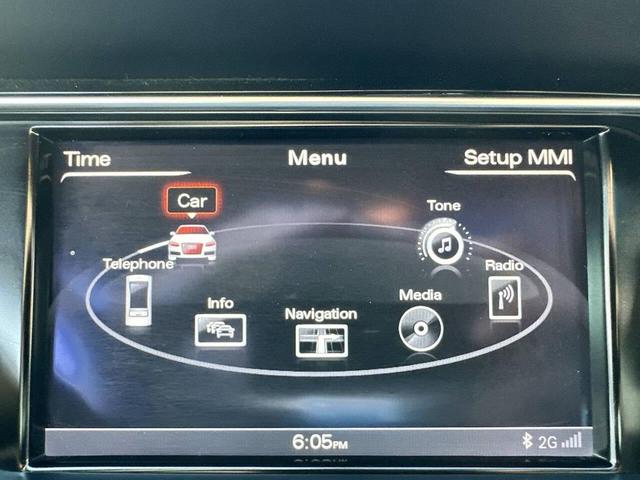 Time Menu Setup MMI
Car
Tone
Telephone
Radio
Info
Navigation
Media
6:05PM 2G